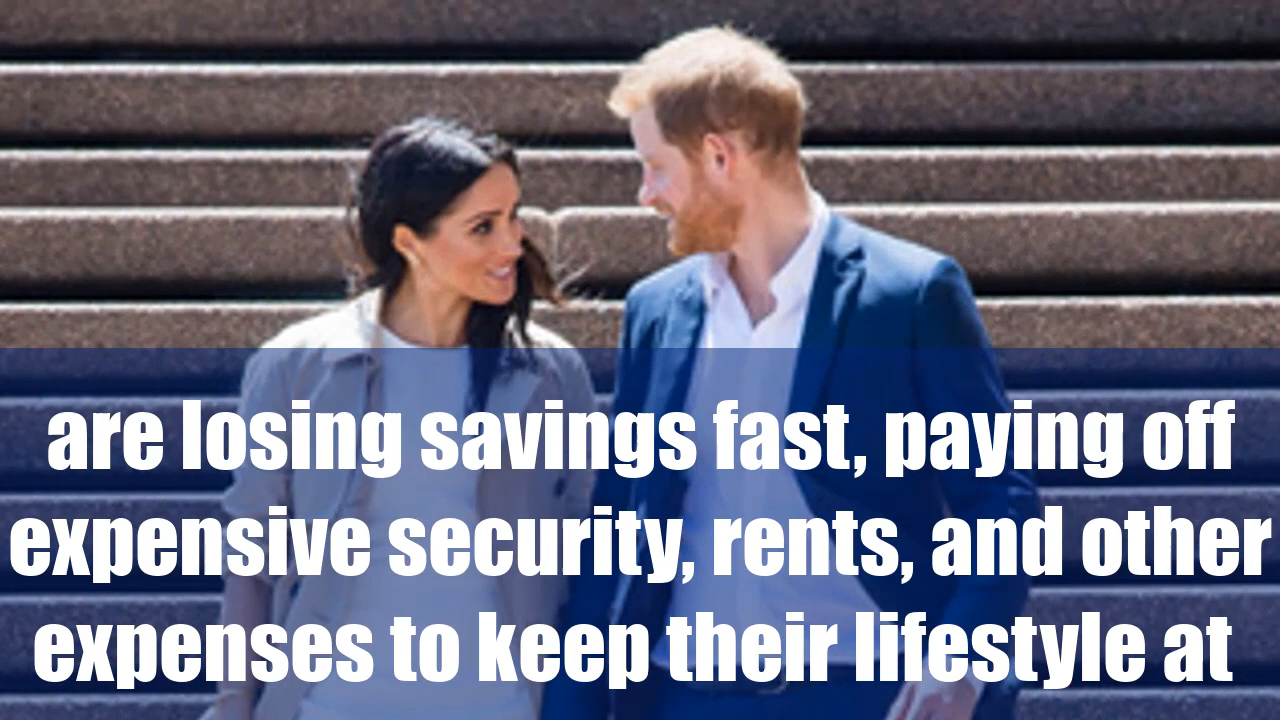 are losing savings fast, paying off
expensive security, rents, and other
expenses to keep their lifestyle at